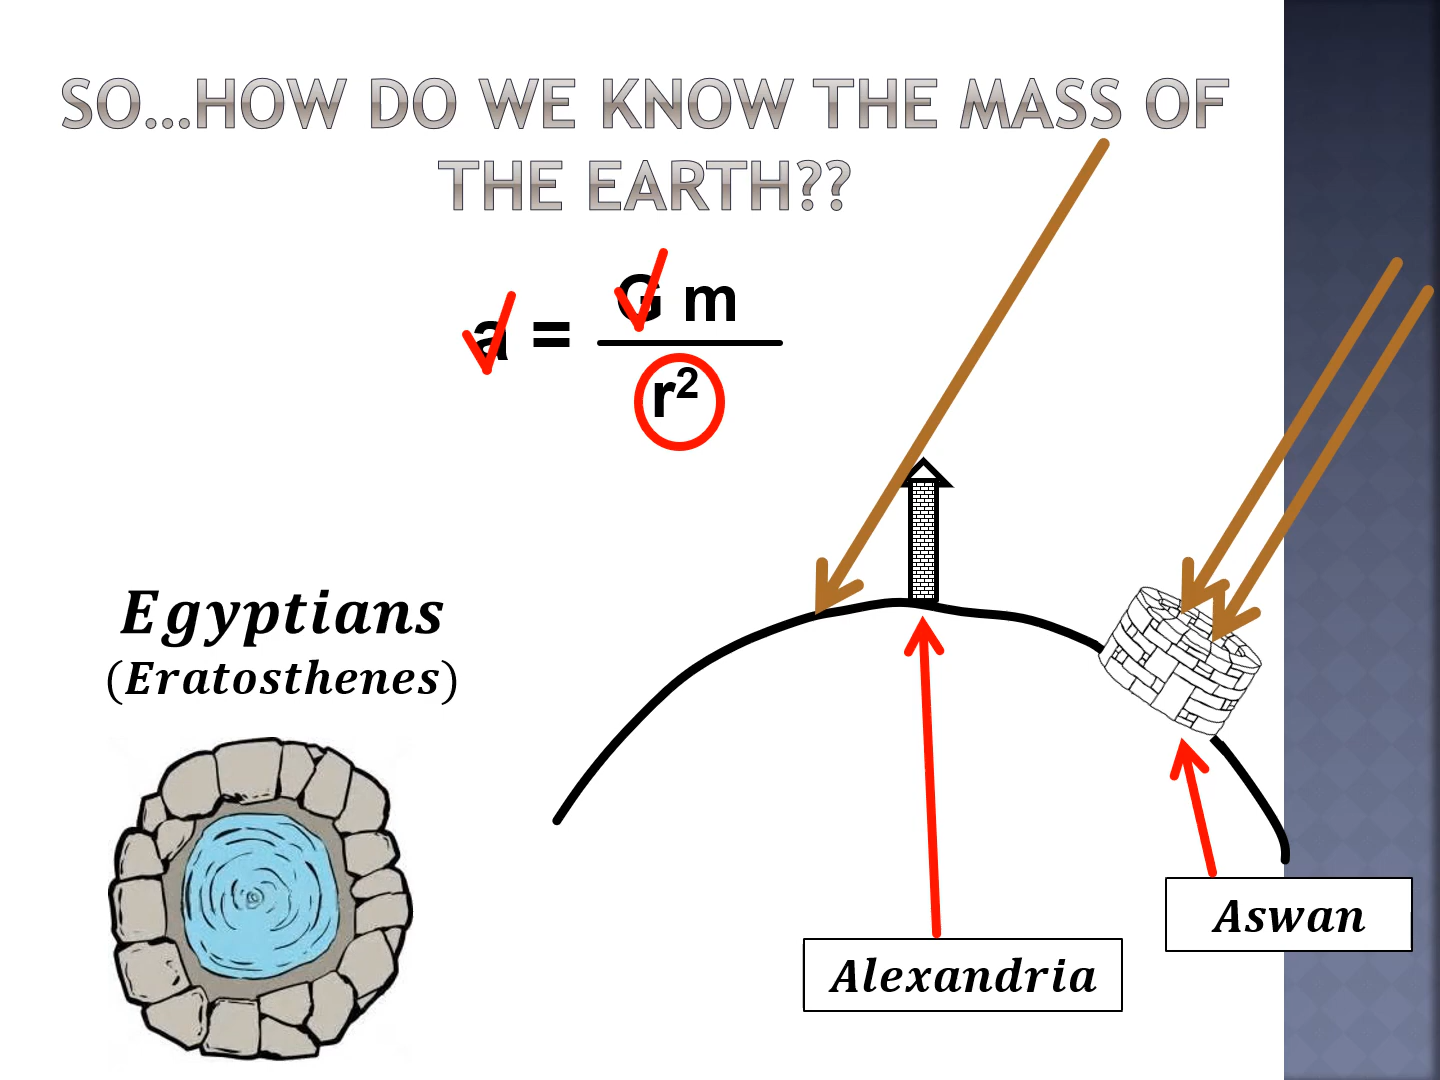 SO…HOW DO WE KNOW THE MASS OF
THE EARTH??
a = G m
r²
Egyptians
(Eratosthenes)
Aswan
Alexandria